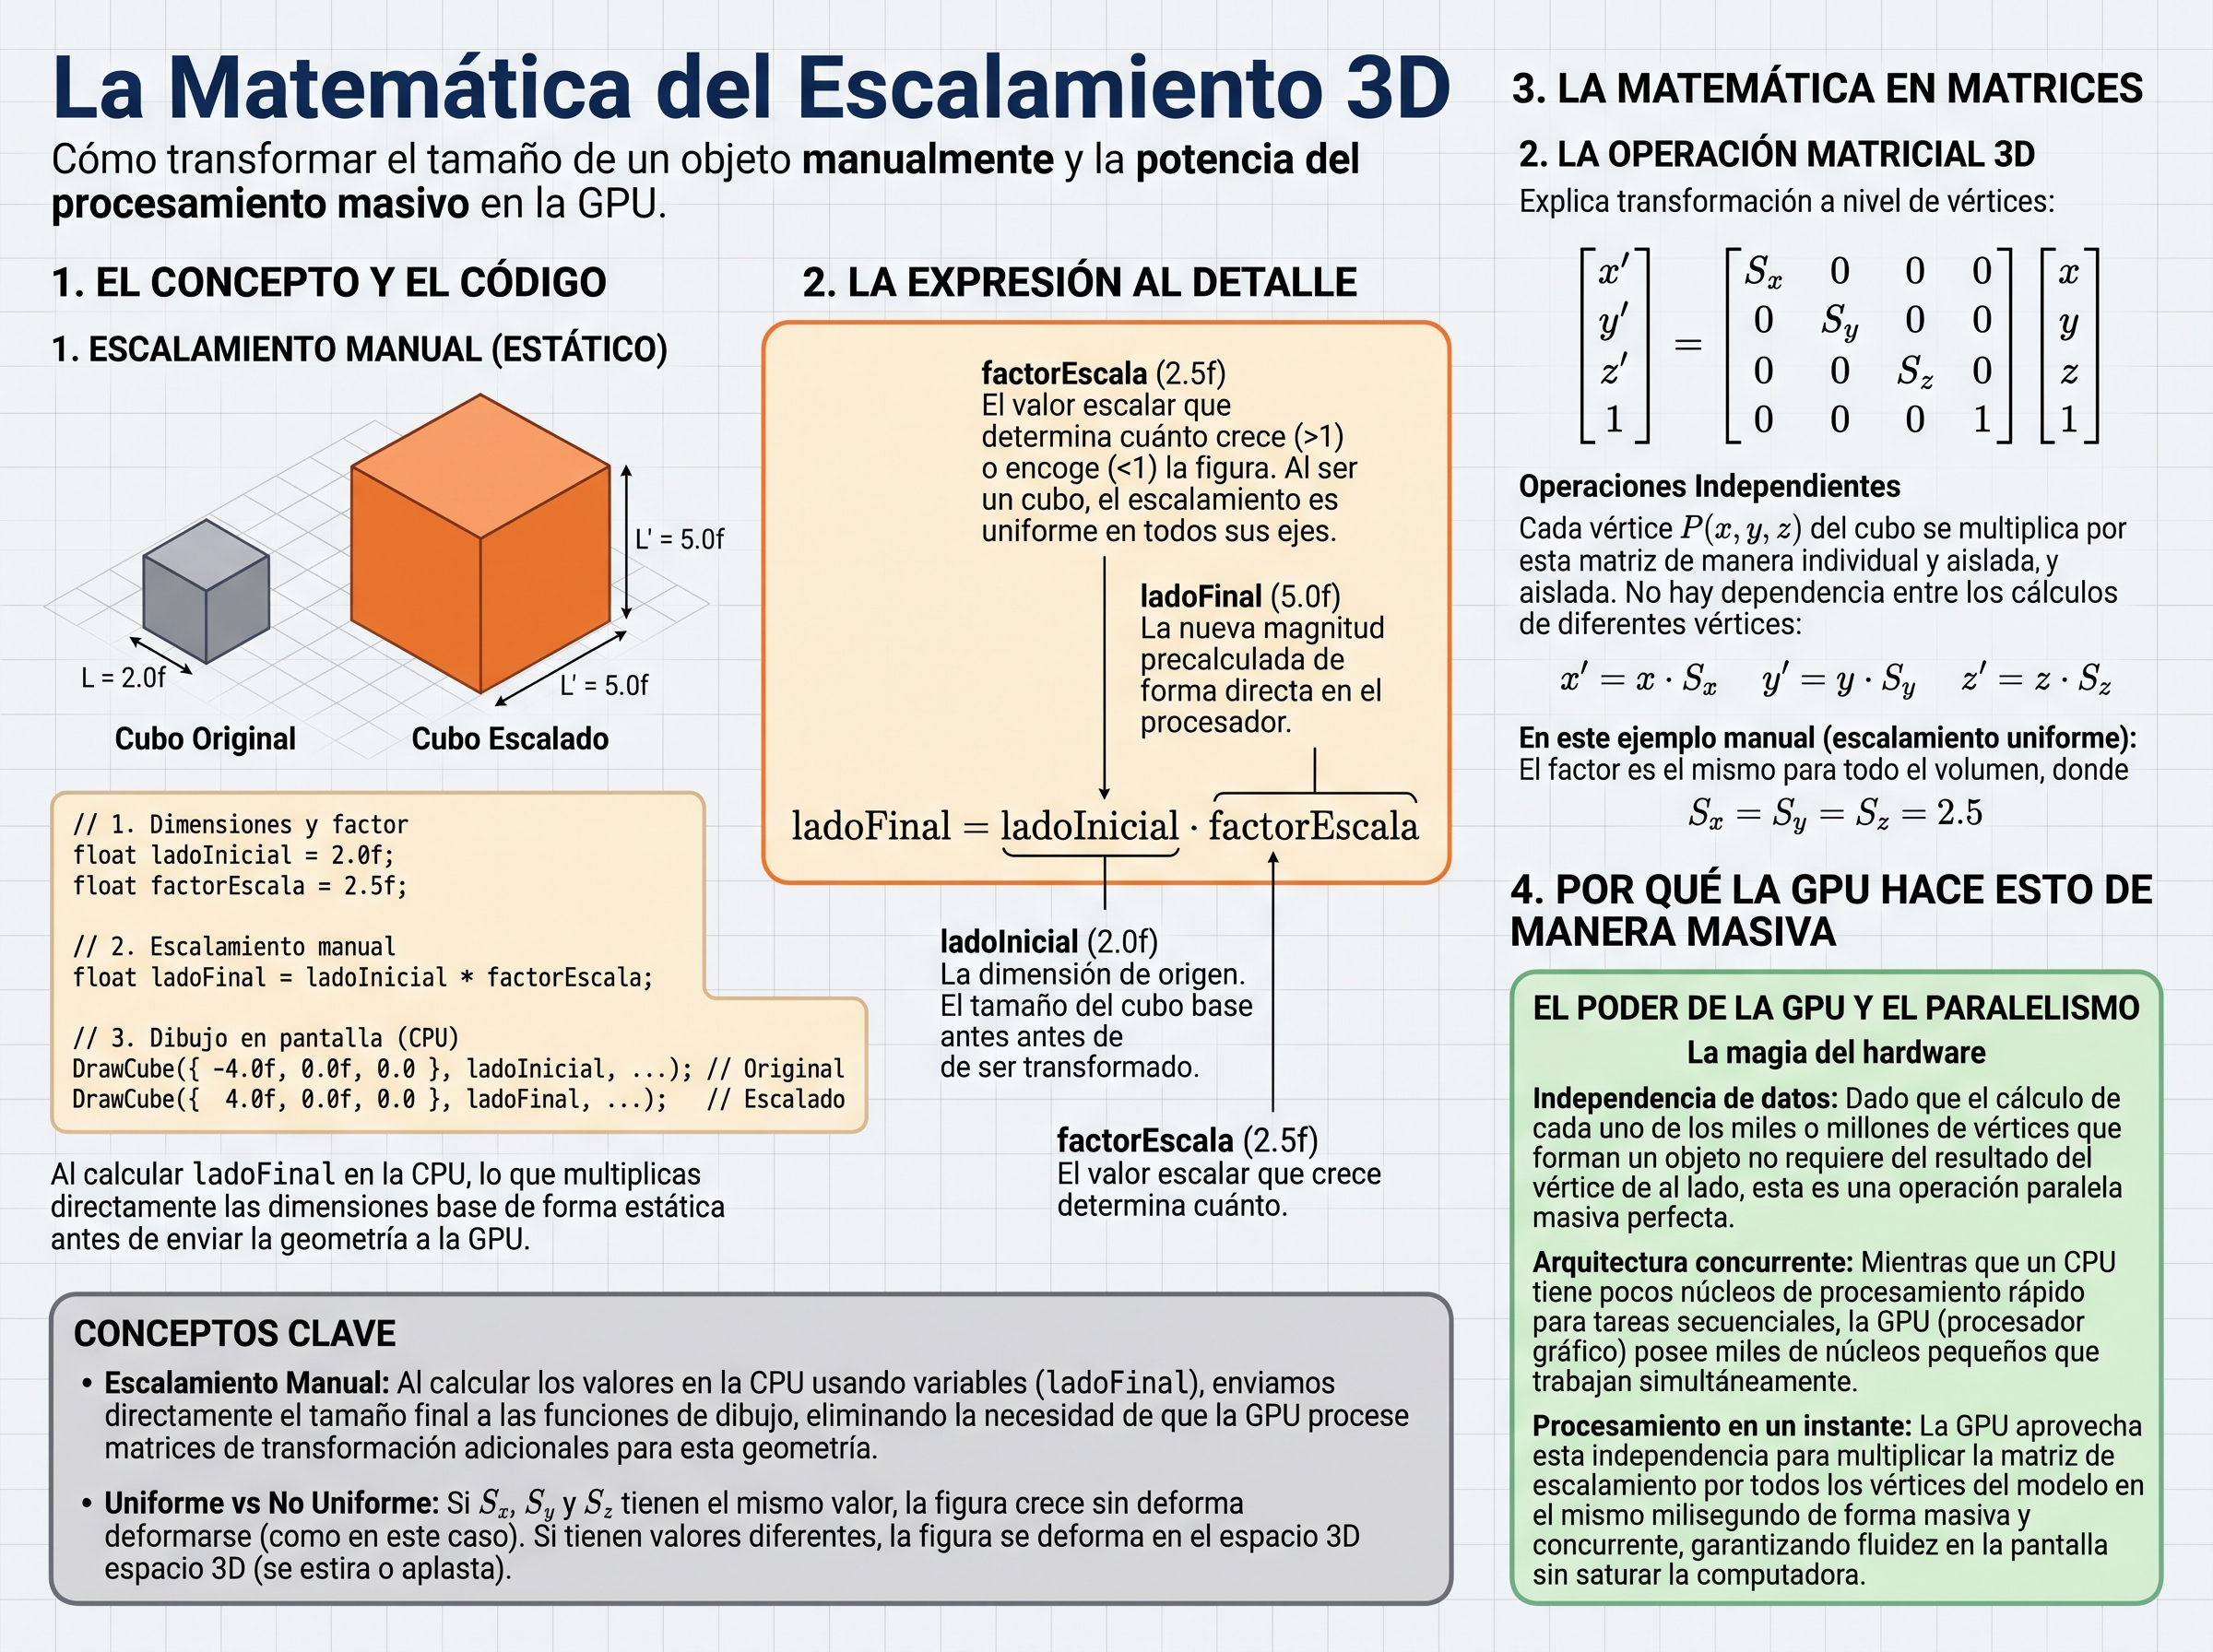 La Matemática del Escalamiento 3D
Cómo transformar el tamaño de un objeto manualmente y la potencia del
procesamiento masivo en la GPU.
1. EL CONCEPTO Y EL CÓDIGO
1. ESCALAMIENTO MANUAL (ESTÁTICO)
L = 2.0f
L' = 5.0f
L' = 5.0f
Cubo Original
Cubo Escalado
// 1. Dimensiones y factor
float ladoInicial = 2.0f;
float factorEscala = 2.5f;
// 2. Escalamiento manual
float ladoFinal = ladoInicial * factorEscala;
// 3. Dibujo en pantalla (CPU)
DrawCube({ -4.0f, 0.0f, 0.0 }, ladoInicial, ...); // Original
DrawCube({  4.0f, 0.0f, 0.0 }, ladoFinal, ...);   // Escalado
Al calcular ladoFinal en la CPU, lo que multiplicas
directamente las dimensiones base de forma estática
antes de enviar la geometría a la GPU.
2. LA EXPRESIÓN AL DETALLE
factorEscala (2.5f)
El valor escalar que
determina cuánto crece (>1)
o encoge (<1) la figura. Al ser
un cubo, el escalamiento es
uniforme en todos sus ejes.
ladoFinal (5.0f)
La nueva magnitud
precalculada de
forma directa en el
procesador.
ladoFinal = ladoInicial · factorEscala
ladoInicial (2.0f)
La dimensión de origen.
El tamaño del cubo base
antes antes de
de ser transformado.
factorEscala (2.5f)
El valor escalar que crece
determina cuánto.
CONCEPTOS CLAVE
• Escalamiento Manual: Al calcular los valores en la CPU usando variables (ladoFinal), enviamos
directamente el tamaño final a las funciones de dibujo, eliminando la necesidad de que la GPU procese
matrices de transformación adicionales para esta geometría.
• Uniforme vs No Uniforme: Si Sx, Sy y Sz tienen el mismo valor, la figura crece sin deforma
deformarse (como en este caso). Si tienen valores diferentes, la figura se deforma en el espacio 3D
espacio 3D (se estira o aplasta).
3. LA MATEMÁTICA EN MATRICES
2. LA OPERACIÓN MATRICIAL 3D
Explica transformación a nivel de vértices:
x' Sx 0 0 0 x
y' 0 Sy 0 0 y
=
z' 0 0 Sz 0 z
1 0 0 0 1 1
Operaciones Independientes
Cada vértice P(x, y, z) del cubo se multiplica por
esta matriz de manera individual y aislada, y
aislada. No hay dependencia entre los cálculos
de diferentes vértices:
x' = x · Sx y' = y · Sy z' = z · Sz
En este ejemplo manual (escalamiento uniforme):
El factor es el mismo para todo el volumen, donde
Sx = Sy = Sz = 2.5
4. POR QUÉ LA GPU HACE ESTO DE
MANERA MASIVA
EL PODER DE LA GPU Y EL PARALELISMO
La magia del hardware
Independencia de datos: Dado que el cálculo de
cada uno de los miles o millones de vértices que
forman un objeto no requiere del resultado del
vértice de al lado, esta es una operación paralela
masiva perfecta.
Arquitectura concurrente: Mientras que un CPU
tiene pocos núcleos de procesamiento rápido
para tareas secuenciales, la GPU (procesador
gráfico) posee miles de núcleos pequeños que
trabajan simultáneamente.
Procesamiento en un instante: La GPU aprovecha
esta independencia para multiplicar la matriz de
escalamiento por todos los vértices del modelo en
el mismo milisegundo de forma masiva y
concurrente, garantizando fluidez en la pantalla
sin saturar la computadora.